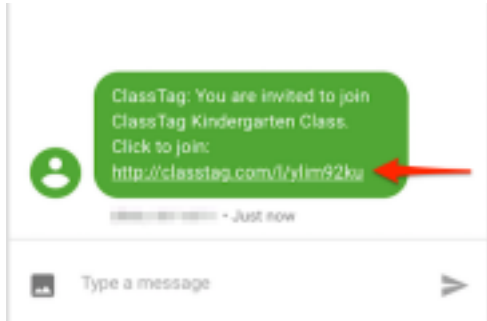 ClassTag: You are invited to join
ClassTag Kindergarten Class.
Click to join:
http://classtag.com/l/ylim92ku
• Just now
Type a message